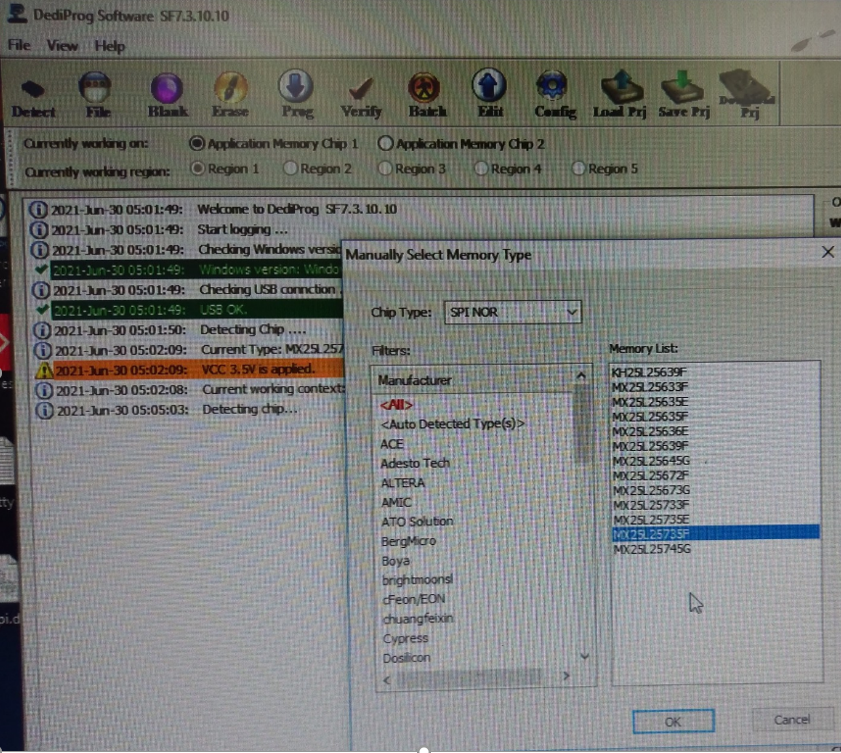 DediProg Software SF7.3.10.10
File View Help
Detect File Blank Erase Prog Verify Batch Edit Config Load Prj Save Prj Prj
Currently working on: Application Memory Chip 1 Application Memory Chip 2
Currently working region: Region 1 Region 2 Region 3 Region 4 Region 5
2021-Jun-30 05:01:49: Welcome to DediProg SF7.3.10.10
2021-Jun-30 05:01:49: Start logging ...
2021-Jun-30 05:01:49: Checking Windows versio
2021-Jun-30 05:01:49: Windows version: Windo
2021-Jun-30 05:01:49: Checking USB connction
2021-Jun-30 05:01:49: USB OK.
2021-Jun-30 05:01:50: Detecting Chip ....
2021-Jun-30 05:02:09: Current Type: MX25L257
2021-Jun-30 05:02:09: VCC 3.5V is applied.
2021-Jun-30 05:02:08: Current working context:
2021-Jun-30 05:05:03: Detecting chip...
Manually Select Memory Type
Chip Type: SPI NOR
Filters:
Manufacturer
<All>
<Auto Detected Type(s)>
ACE
Adesto Tech
ALTERA
AMIC
ATO Solution
BergMicro
Boya
brightmoonsl
cFeon/EON
chuangfeixin
Cypress
Dosilicon
Memory List:
KH25L25639F
MX25L25633F
MX25L25635E
MX25L25635F
MX25L25636E
MX25L25639F
MX25L25645G
MX25L25672F
MX25L25673G
MX25L25733F
MX25L25735E
MX25L25735F
MX25L25745G
OK Cancel